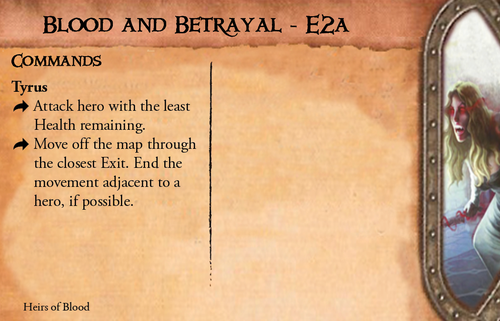 Blood and Betrayal - E2a
Commands
Tyrus
Attack hero with the least
Health remaining.
Move off the map through
the closest Exit. End the
movement adjacent to a
hero, if possible.
Heirs of Blood